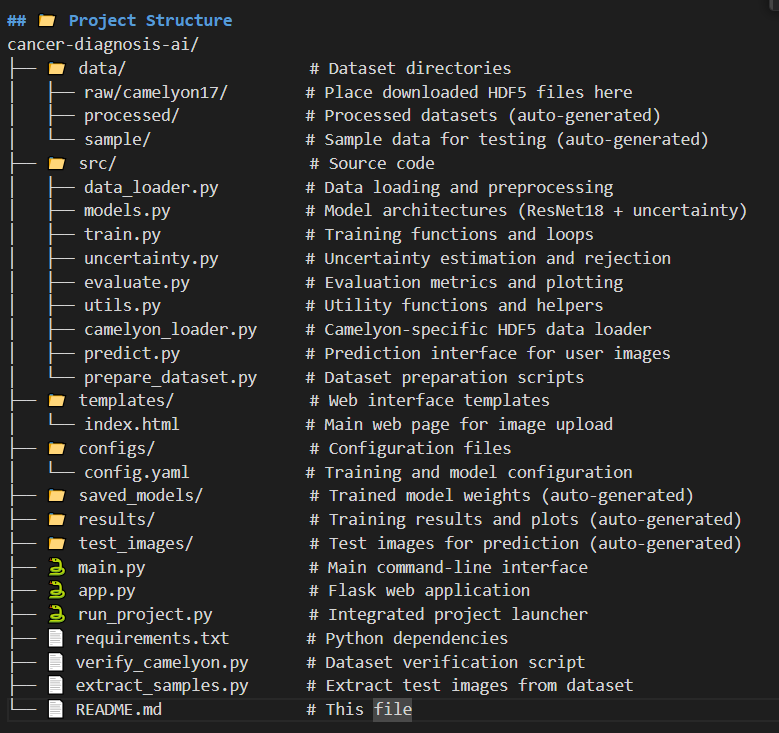 ## 📁 Project Structure
cancer-diagnosis-ai/
├── 📁 data/                  # Dataset directories
│   ├── raw/camelyon17/       # Place downloaded HDF5 files here
│   ├── processed/            # Processed datasets (auto-generated)
│   └── sample/               # Sample data for testing (auto-generated)
├── 📁 src/                   # Source code
│   ├── data_loader.py        # Data loading and preprocessing
│   ├── models.py             # Model architectures (ResNet18 + uncertainty)
│   ├── train.py              # Training functions and loops
│   ├── uncertainty.py        # Uncertainty estimation and rejection
│   ├── evaluate.py           # Evaluation metrics and plotting
│   ├── utils.py              # Utility functions and helpers
│   ├── camelyon_loader.py    # Camelyon-specific HDF5 data loader
│   ├── predict.py            # Prediction interface for user images
│   └── prepare_dataset.py    # Dataset preparation scripts
├── 📁 templates/             # Web interface templates
│   └── index.html            # Main web page for image upload
├── 📁 configs/               # Configuration files
│   └── config.yaml           # Training and model configuration
├── 📁 saved_models/          # Trained model weights (auto-generated)
├── 📁 results/               # Training results and plots (auto-generated)
├── 📁 test_images/           # Test images for prediction (auto-generated)
├── 🐍 main.py                # Main command-line interface
├── 🐍 app.py                 # Flask web application
├── 🐍 run_project.py         # Integrated project launcher
├── 📄 requirements.txt       # Python dependencies
├── 📄 verify_camelyon.py     # Dataset verification script
├── 📄 extract_samples.py     # Extract test images from dataset
└── 📄 README.md              # This file